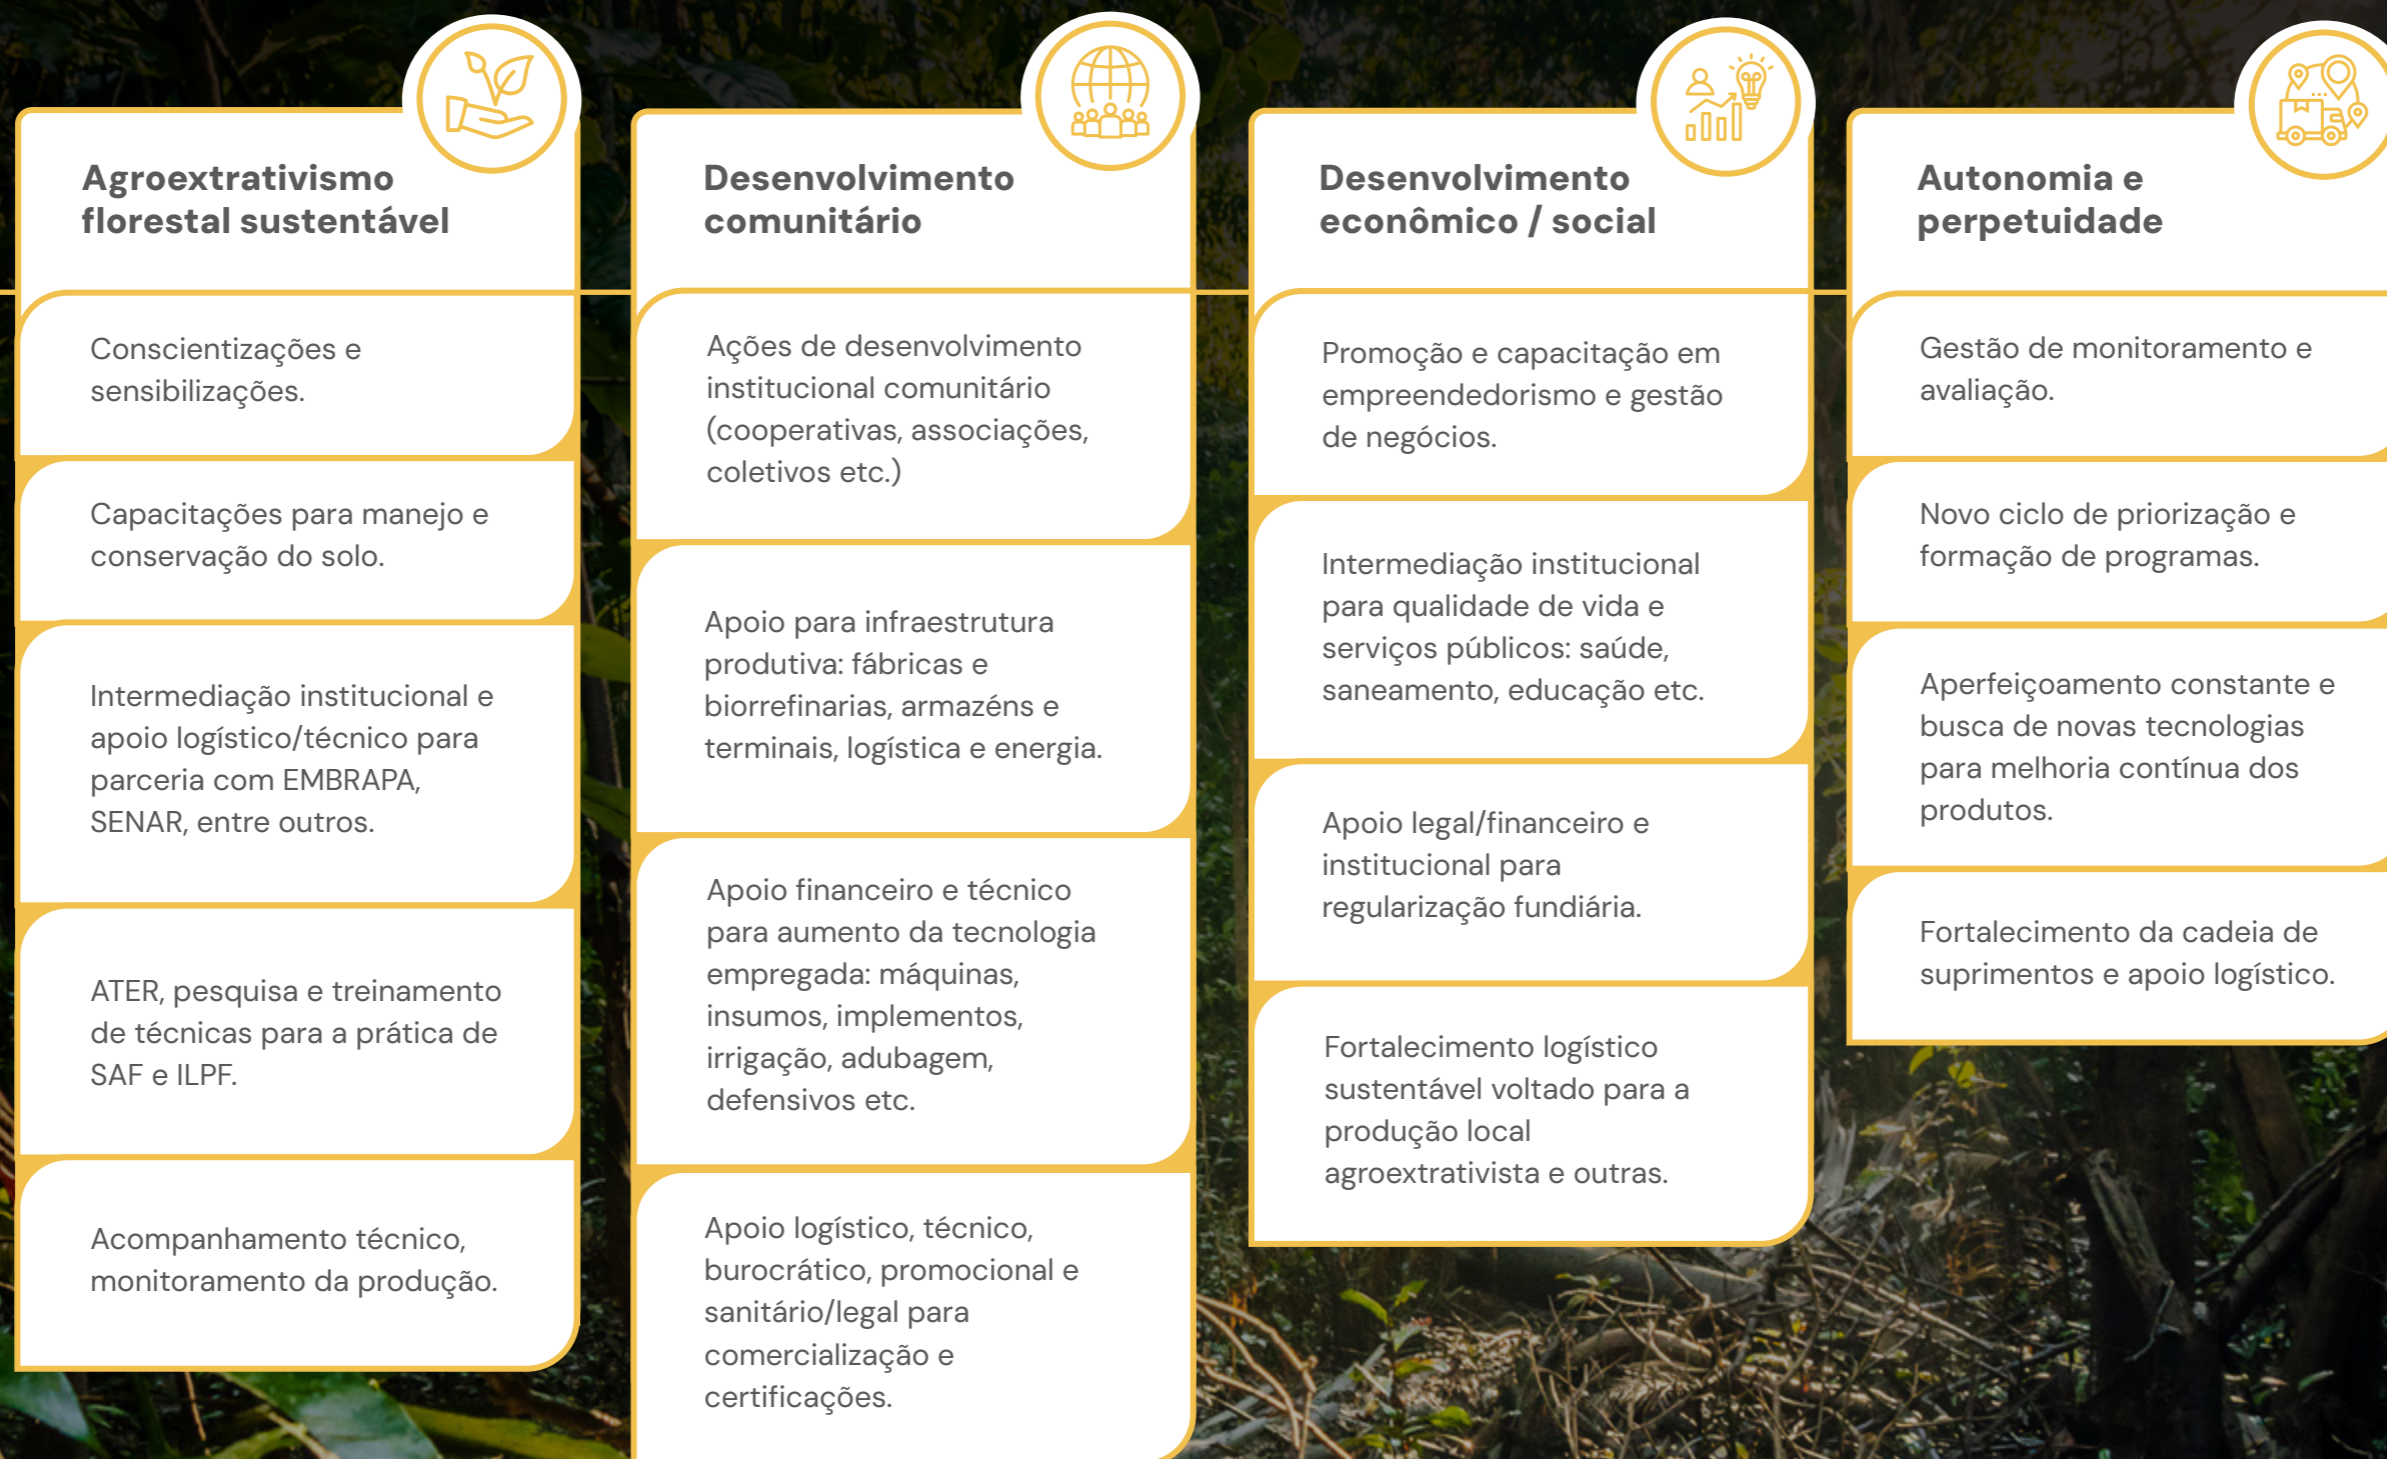 Agroextrativismo
florestal sustentável
Conscientizações e
sensibilizações.
Capacitações para manejo e
conservação do solo.
Intermediação institucional e
apoio logístico/técnico para
parceria com EMBRAPA,
SENAR, entre outros.
ATER, pesquisa e treinamento
de técnicas para a prática de
SAF e ILPF.
Acompanhamento técnico,
monitoramento da produção.
Desenvolvimento
comunitário
Ações de desenvolvimento
institucional comunitário
(cooperativas, associações,
coletivos etc.)
Apoio para infraestrutura
produtiva: fábricas e
biorrefinarias, armazéns e
terminais, logística e energia.
Apoio financeiro e técnico
para aumento da tecnologia
empregada: máquinas,
insumos, implementos,
irrigação, adubagem,
defensivos etc.
Apoio logístico, técnico,
burocrático, promocional e
sanitário/legal para
comercialização e
certificações.
Desenvolvimento
econômico / social
Promoção e capacitação em
empreendedorismo e gestão
de negócios.
Intermediação institucional
para qualidade de vida e
serviços públicos: saúde,
saneamento, educação etc.
Apoio legal/financeiro e
institucional para
regularização fundiária.
Fortalecimento logístico
sustentável voltado para a
produção local
agroextrativista e outras.
Autonomia e
perpetuidade
Gestão de monitoramento e
avaliação.
Novo ciclo de priorização e
formação de programas.
Aperfeiçoamento constante e
busca de novas tecnologias
para melhoria contínua dos
produtos.
Fortalecimento da cadeia de
suprimentos e apoio logístico.